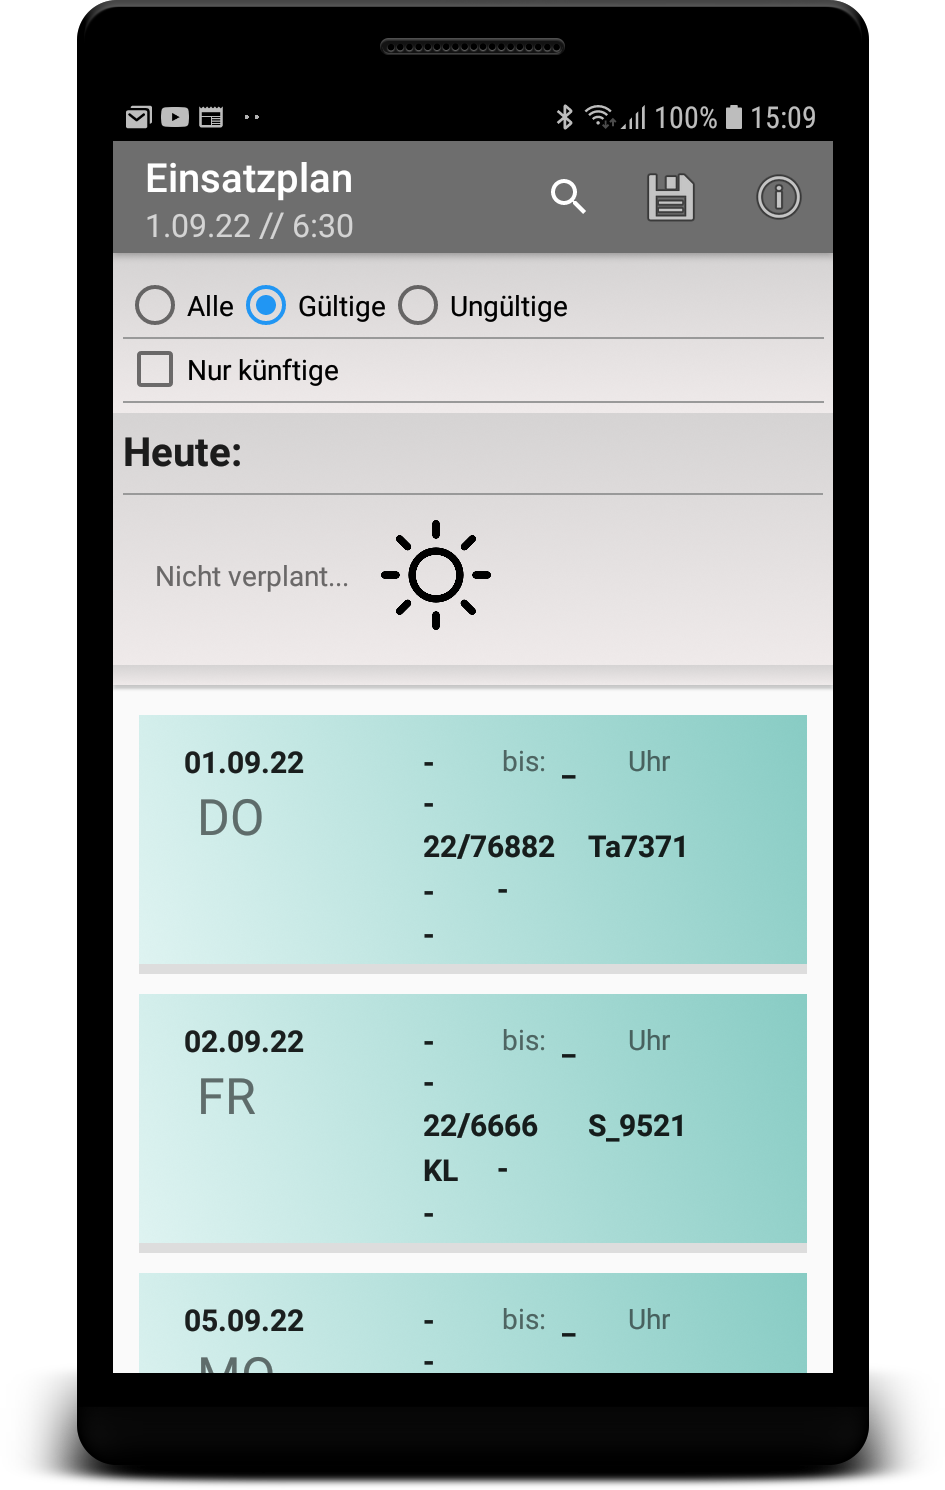 100% 15:09
Einsatzplan
1.09.22 // 6:30
Alle Gültige Ungültige
Nur künftige
Heute:
Nicht verplant...
01.09.22 - bis: _ Uhr
DO -
22/76882 Ta7371
- -
-
02.09.22 - bis: _ Uhr
FR -
22/6666 S_9521
KL -
-
05.09.22 - bis: _ Uhr
MO -